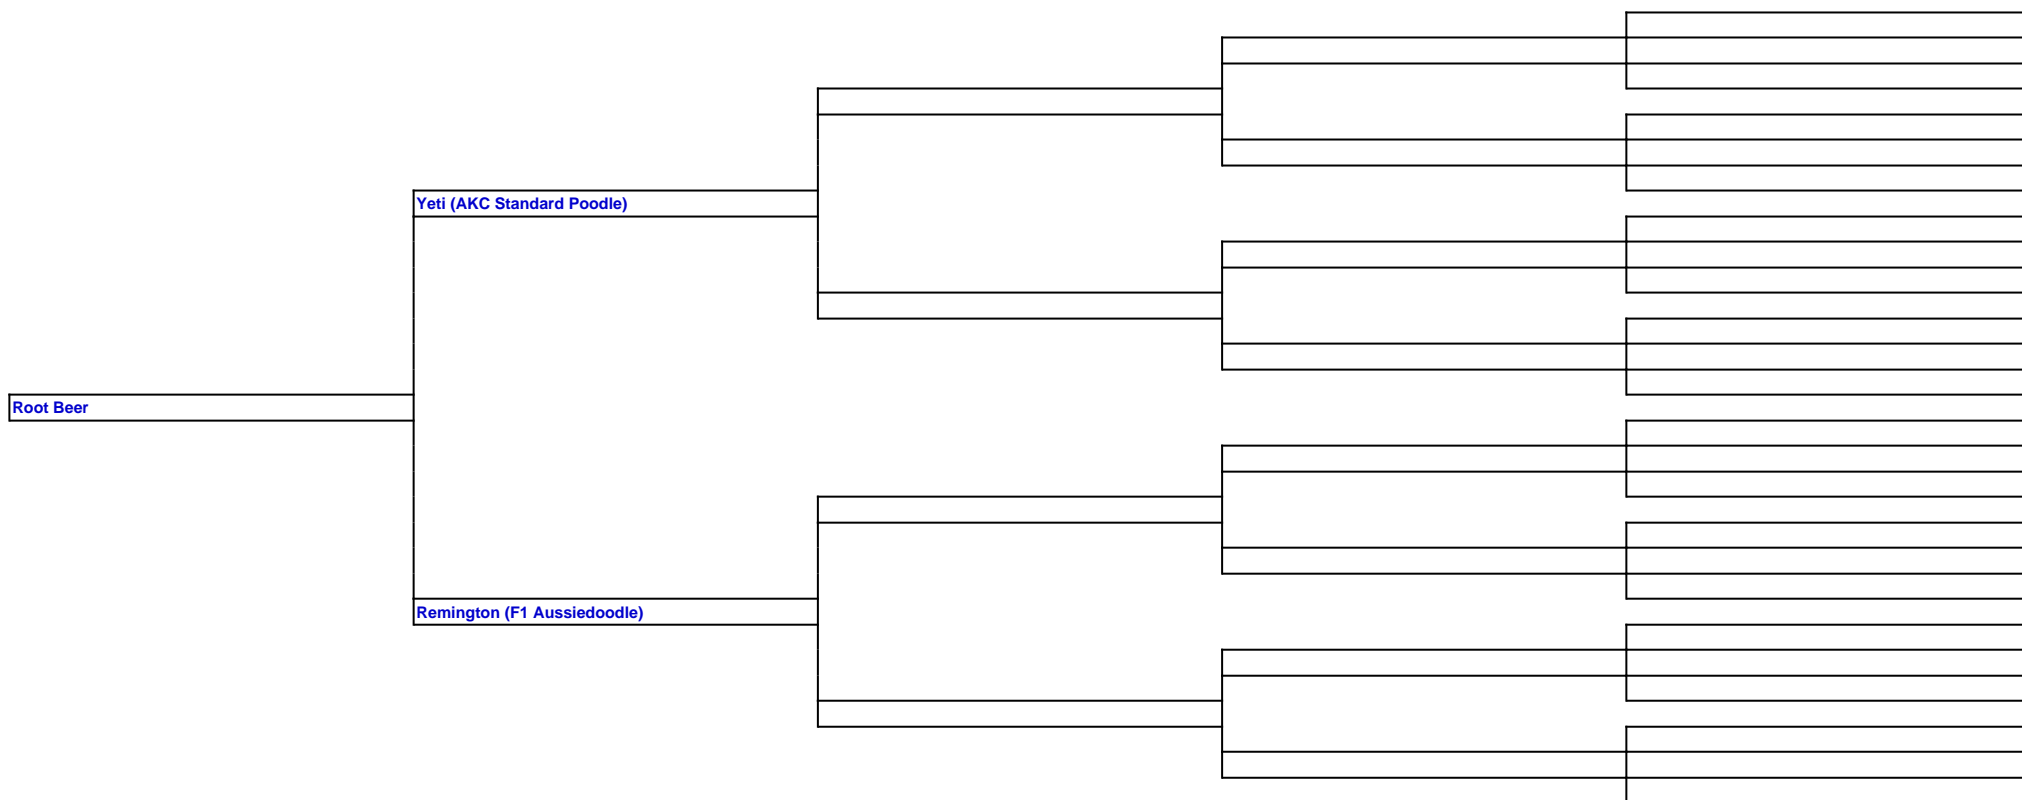 Yeti (AKC Standard Poodle)
Root Beer
Remington (F1 Aussiedoodle)